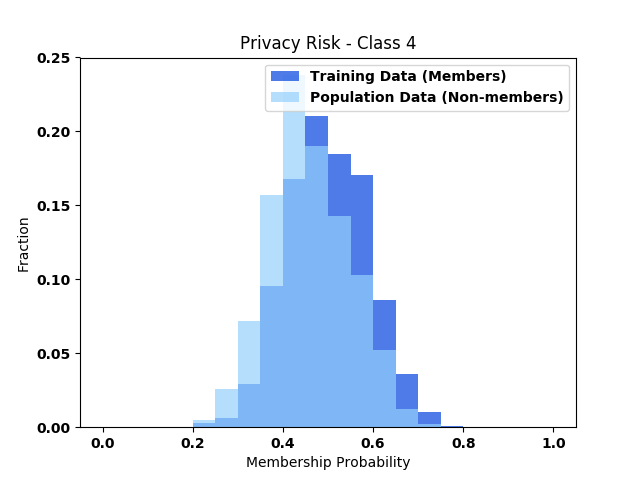 Privacy Risk - Class 4
Training Data (Members)
Population Data (Non-members)
0.25
0.20
0.15
0.10
0.05
0.00
Fraction
0.0 0.2 0.4 0.6 0.8 1.0
Membership Probability